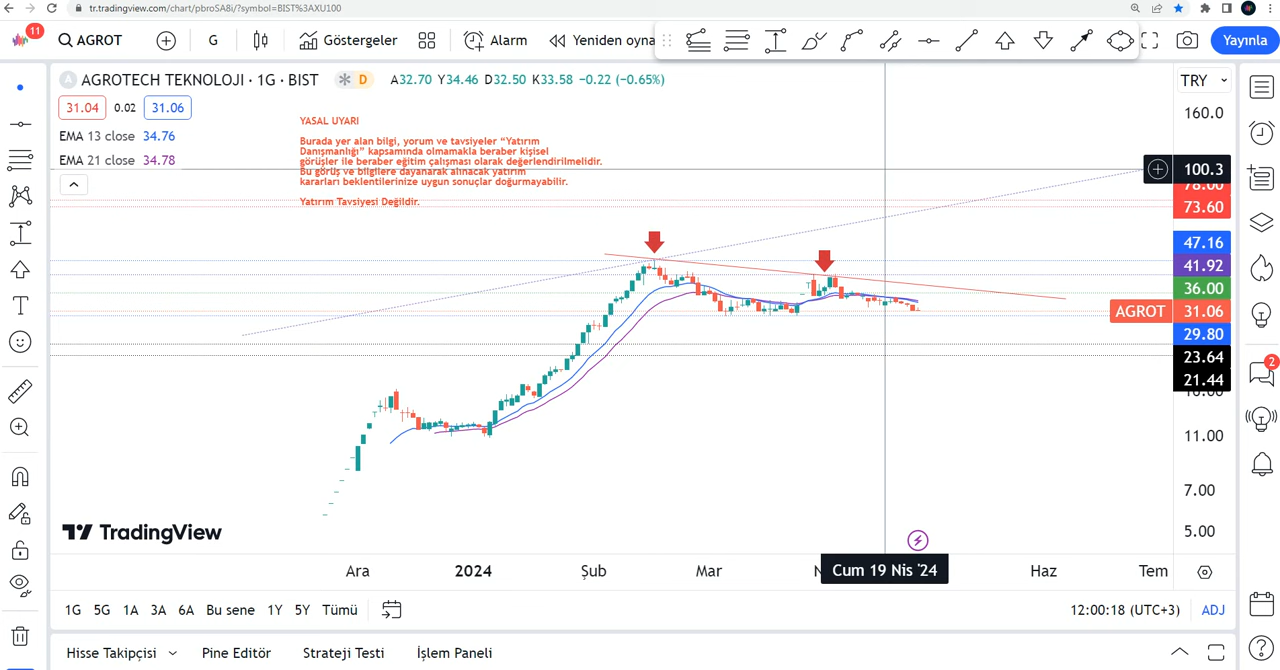 tr.tradingview.com/chart/pbroSA8i/?symbol=BIST%3AXU100
11
AGROT
G
Göstergeler
Alarm
Yeniden oyna
Yayınla
A AGROTECH TEKNOLOJI · 1G · BIST
D
A32.70 Y34.46 D32.50 K33.58 −0.22 (−0.65%)
TRY
31.04 0.02 31.06
EMA 13 close 34.76
EMA 21 close 34.78
YASAL UYARI
Burada yer alan bilgi, yorum ve tavsiyeler “Yatırım
Danışmanlığı” kapsamında olmamakla beraber kişisel
görüşler ile beraber eğitim çalışması olarak değerlendirilmelidir.
Bu görüş ve bilgilere dayanarak alınacak yatırım
kararları beklentilerinize uygun sonuçlar doğurmayabilir.
Yatırım Tavsiyesi Değildir.
160.0
100.3
78.00
73.60
47.16
41.92
36.00
AGROT 31.06
29.80
23.64
21.44
11.00
7.00
5.00
2
TradingView
Ara
2024
Şub
Mar
Cum 19 Nis '24
Haz
Tem
1G 5G 1A 3A 6A Bu sene 1Y 5Y Tümü
12:00:18 (UTC+3)
ADJ
Hisse Takipçisi
Pine Editör
Strateji Testi
İşlem Paneli